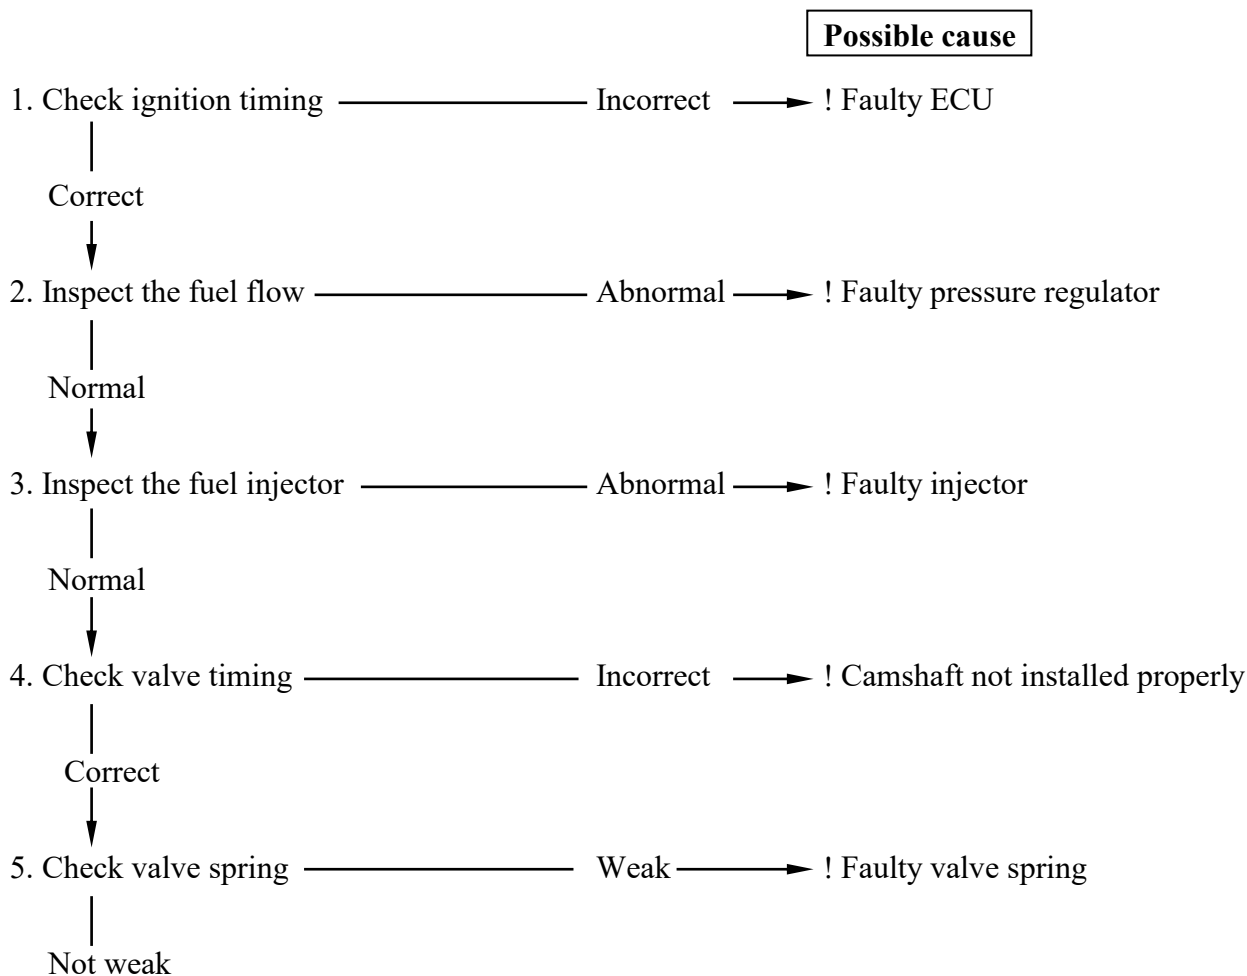 Possible cause
1. Check ignition timing Incorrect ! Faulty ECU
Correct
2. Inspect the fuel flow Abnormal ! Faulty pressure regulator
Normal
3. Inspect the fuel injector Abnormal ! Faulty injector
Normal
4. Check valve timing Incorrect ! Camshaft not installed properly
Correct
5. Check valve spring Weak ! Faulty valve spring
Not weak